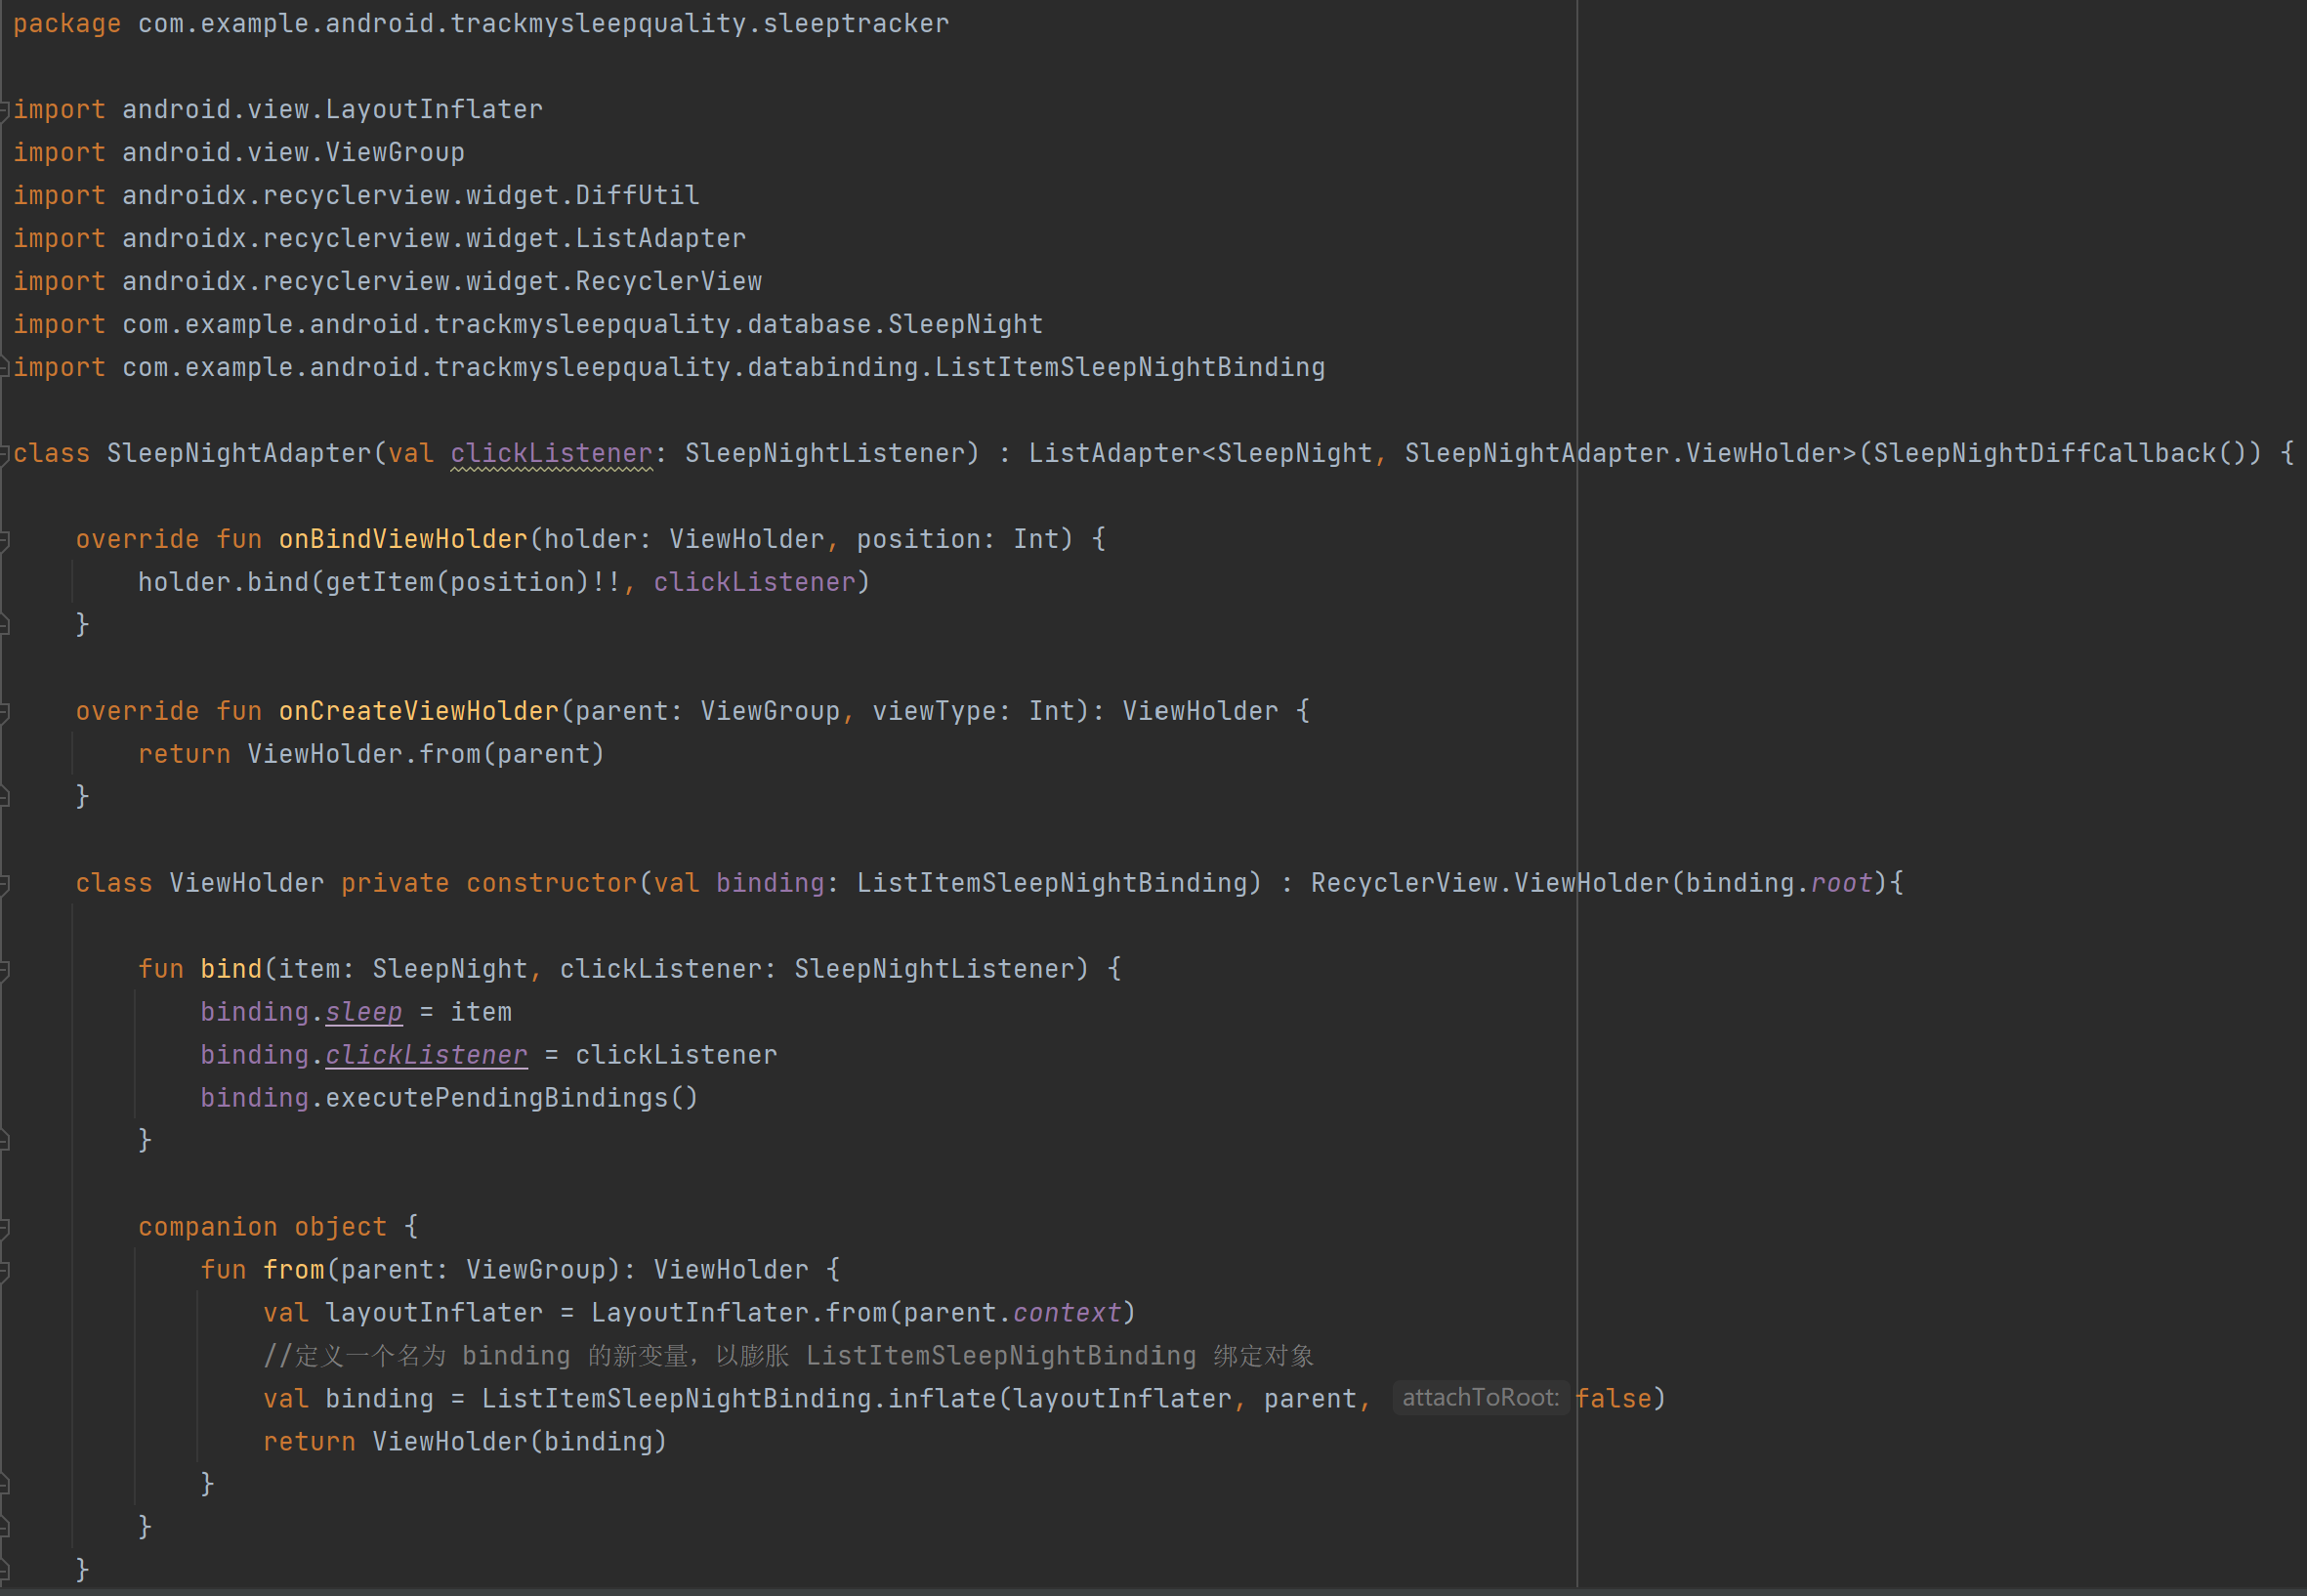 package com.example.android.trackmysleepquality.sleeptracker
import android.view.LayoutInflater
import android.view.ViewGroup
import androidx.recyclerview.widget.DiffUtil
import androidx.recyclerview.widget.ListAdapter
import androidx.recyclerview.widget.RecyclerView
import com.example.android.trackmysleepquality.database.SleepNight
import com.example.android.trackmysleepquality.databinding.ListItemSleepNightBinding
class SleepNightAdapter(val clickListener: SleepNightListener) : ListAdapter<SleepNight, SleepNightAdapter.ViewHolder>(SleepNightDiffCallback()) {
override fun onBindViewHolder(holder: ViewHolder, position: Int) {
holder.bind(getItem(position)!!, clickListener)
}
override fun onCreateViewHolder(parent: ViewGroup, viewType: Int): ViewHolder {
return ViewHolder.from(parent)
}
class ViewHolder private constructor(val binding: ListItemSleepNightBinding) : RecyclerView.ViewHolder(binding.root){
fun bind(item: SleepNight, clickListener: SleepNightListener) {
binding.sleep = item
binding.clickListener = clickListener
binding.executePendingBindings()
}
companion object {
fun from(parent: ViewGroup): ViewHolder {
val layoutInflater = LayoutInflater.from(parent.context)
//定义一个名为 binding 的新变量，以膨胀 ListItemSleepNightBinding 绑定对象
val binding = ListItemSleepNightBinding.inflate(layoutInflater, parent, attachToRoot: false)
return ViewHolder(binding)
}
}
}